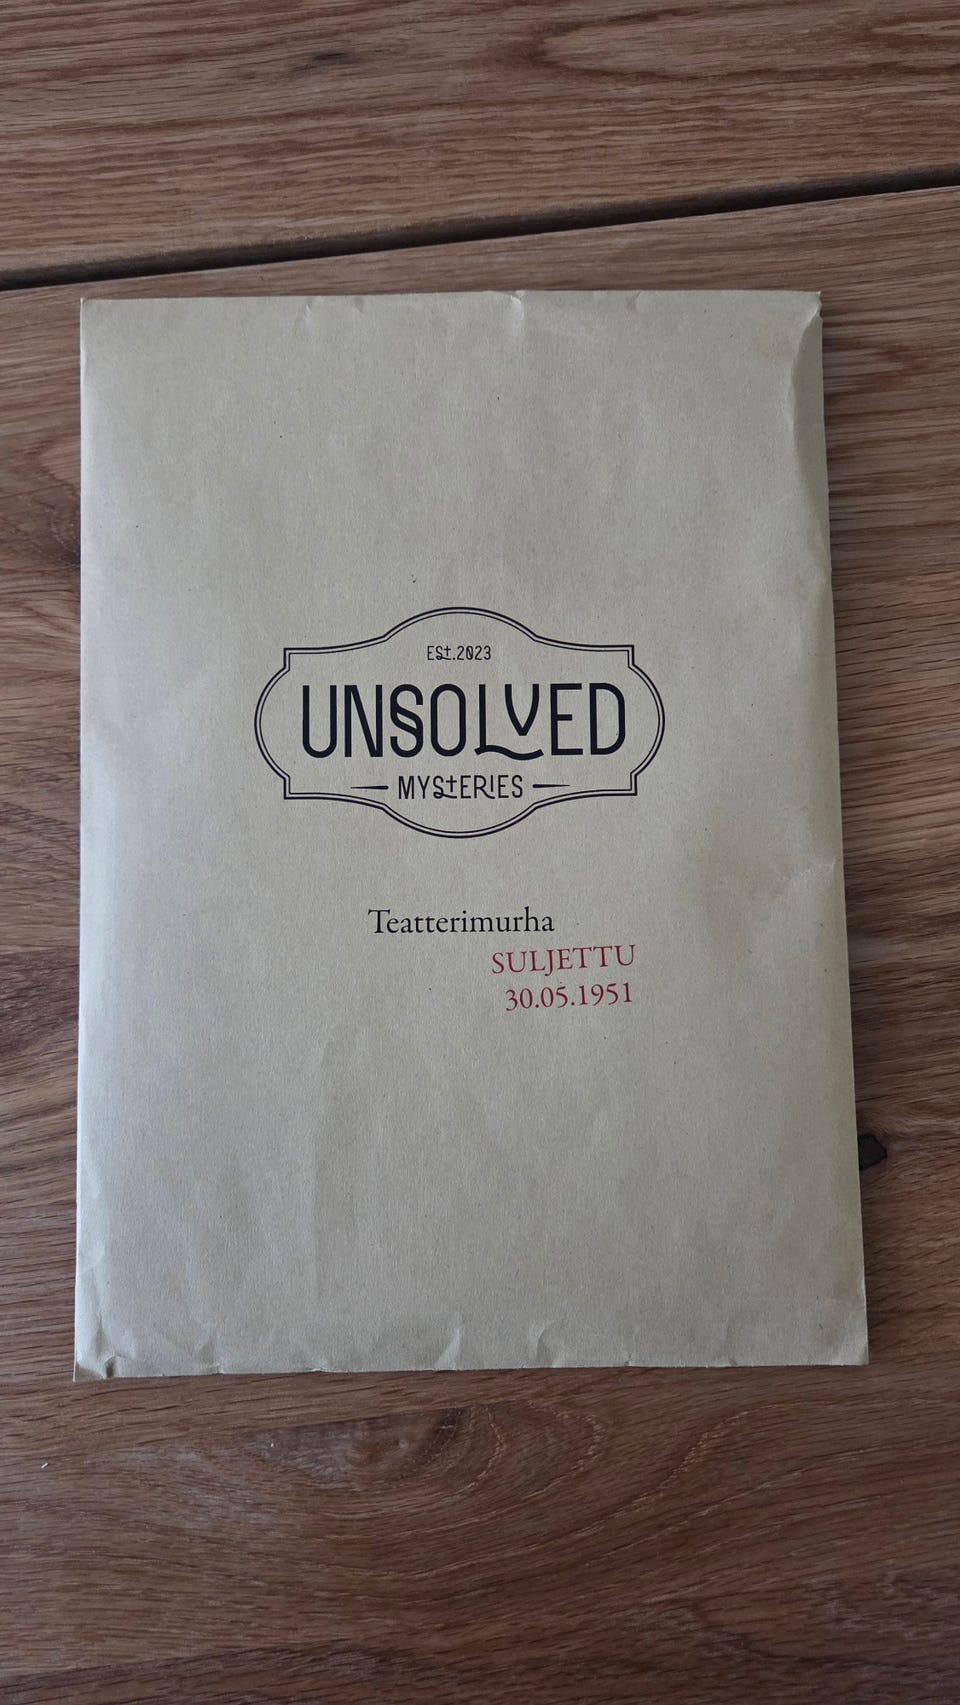 EST.2023
UNSOLVED
MYSTERIES
Teatterimurha
SULJETTU
30.05.1951